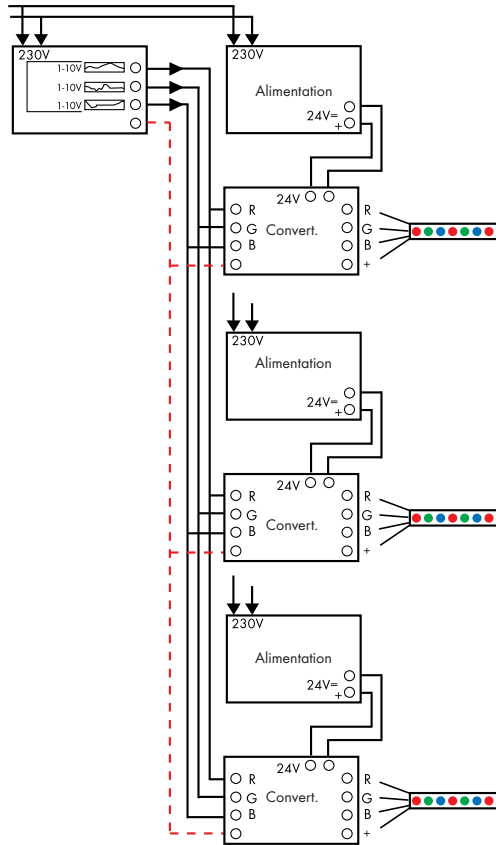 230V
1-10V
1-10V
1-10V
230V
Alimentation
24V=
+
24V
R
G
B
Convert.
R
G
B
+
230V
Alimentation
24V=
+
24V
R
G
B
Convert.
R
G
B
+
230V
Alimentation
24V=
+
24V
R
G
B
Convert.
R
G
B
+